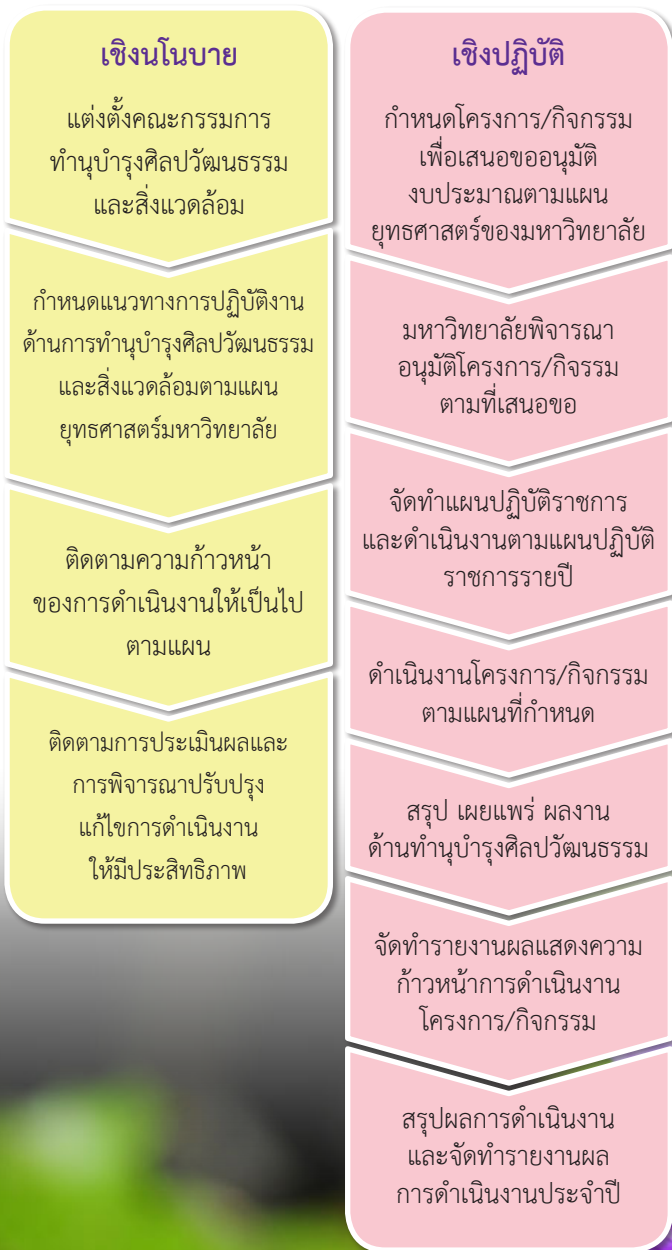 เชิงนโนบาย
แต่งตั้งคณะกรรมการ
ทำนุบำรุงศิลปวัฒนธรรม
และสิ่งแวดล้อม
กำหนดแนวทางการปฏิบัติงาน
ด้านการทำนุบำรุงศิลปวัฒนธรรม
และสิ่งแวดล้อมตามแผน
ยุทธศาสตร์มหาวิทยาลัย
ติดตามความก้าวหน้า
ของการดำเนินงานให้เป็นไป
ตามแผน
ติดตามการประเมินผลและ
การพิจารณาปรับปรุง
แก้ไขการดำเนินงาน
ให้มีประสิทธิภาพ
เชิงปฏิบัติ
กำหนดโครงการ/กิจกรรม
เพื่อเสนอขออนุมัติ
งบประมาณตามแผน
ยุทธศาสตร์ของมหาวิทยาลัย
มหาวิทยาลัยพิจารณา
อนุมัติโครงการ/กิจรรม
ตามที่เสนอขอ
จัดทำแผนปฏิบัติราชการ
และดำเนินงานตามแผนปฏิบัติ
ราชการรายปี
ดำเนินงานโครงการ/กิจกรรม
ตามแผนที่กำหนด
สรุป เผยแพร่ ผลงาน
ด้านทำนุบำรุงศิลปวัฒนธรรม
จัดทำรายงานผลแสดงความ
ก้าวหน้าการดำเนินงาน
โครงการ/กิจกรรม
สรุปผลการดำเนินงาน
และจัดทำรายงานผล
การดำเนินงานประจำปี